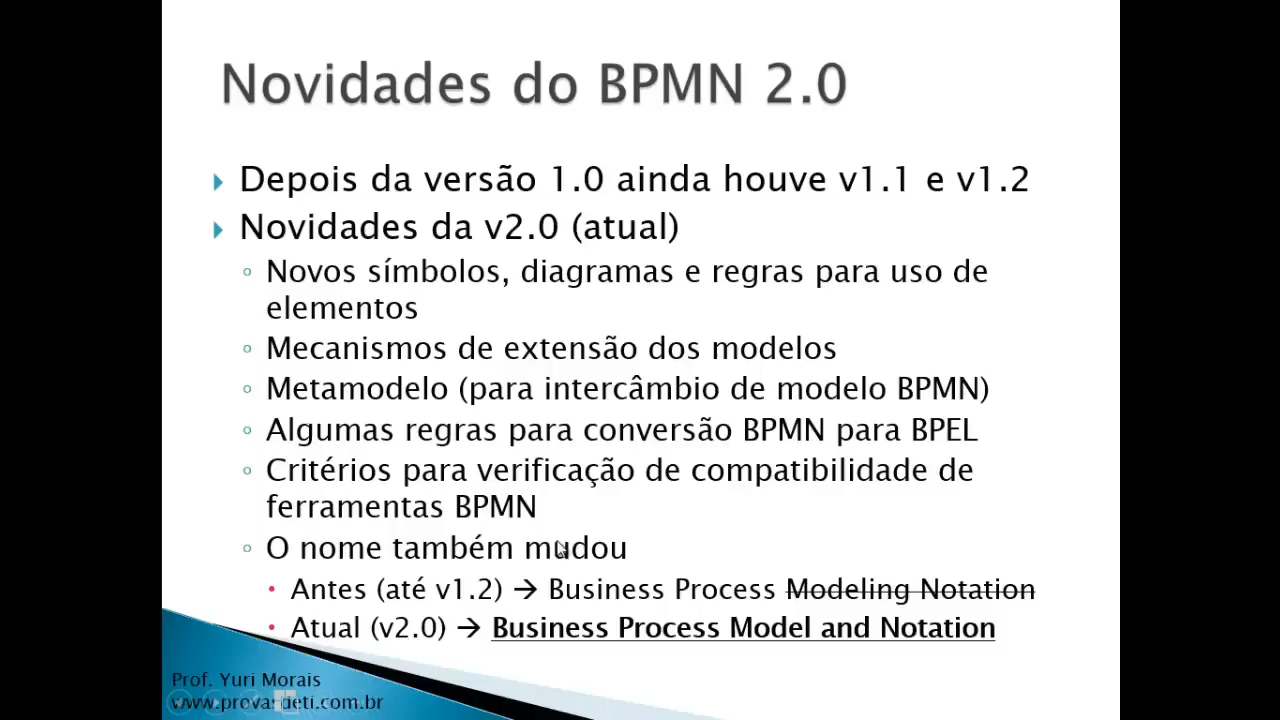 Novidades do BPMN 2.0
Depois da versão 1.0 ainda houve v1.1 e v1.2
Novidades da v2.0 (atual)
Novos símbolos, diagramas e regras para uso de
elementos
Mecanismos de extensão dos modelos
Metamodelo (para intercâmbio de modelo BPMN)
Algumas regras para conversão BPMN para BPEL
Critérios para verificação de compatibilidade de
ferramentas BPMN
O nome também mudou
Antes (até v1.2) → Business Process Modeling Notation
Atual (v2.0) → Business Process Model and Notation
Prof. Yuri Morais
www.provasdeti.com.br